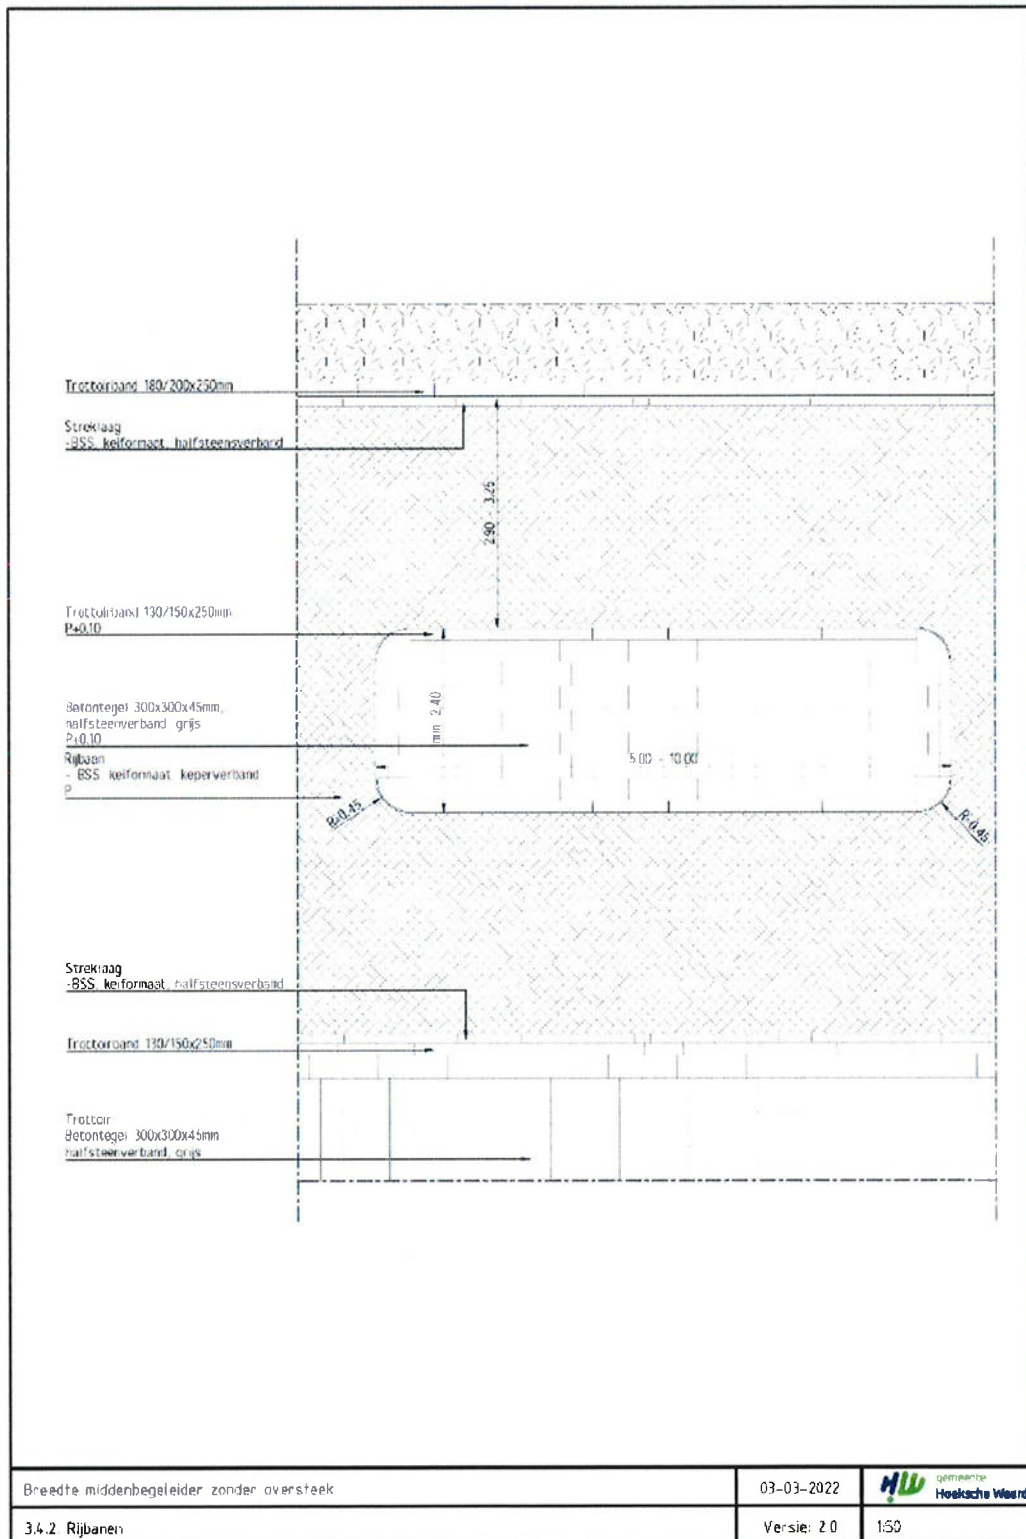 Trottoirband 180/200x250mm
Streklaag
-BSS, keiformaat, halfsteensverband
2.90 - 3.25
Trottoirband 130/150x250mm
P+0,10
Betontegel 300x300x45mm,
halfsteenverband grijs
P+0,10
min 2,40
5.00 - 10.00
Rijbaan
- BSS keiformaat keperverband
P
R=0.45
R=0.45
Streklaag
-BSS, keiformaat, halfsteensverband
Trottoirband 130/150x250mm
Trottoir
Betontegel 300x300x45mm
halfsteenverband, grijs
Breedte middenbegeleider zonder oversteek
03-03-2022
gemeente
Hoeksche Waard
3.4.2. Rijbanen
Versie: 2.0
1:50